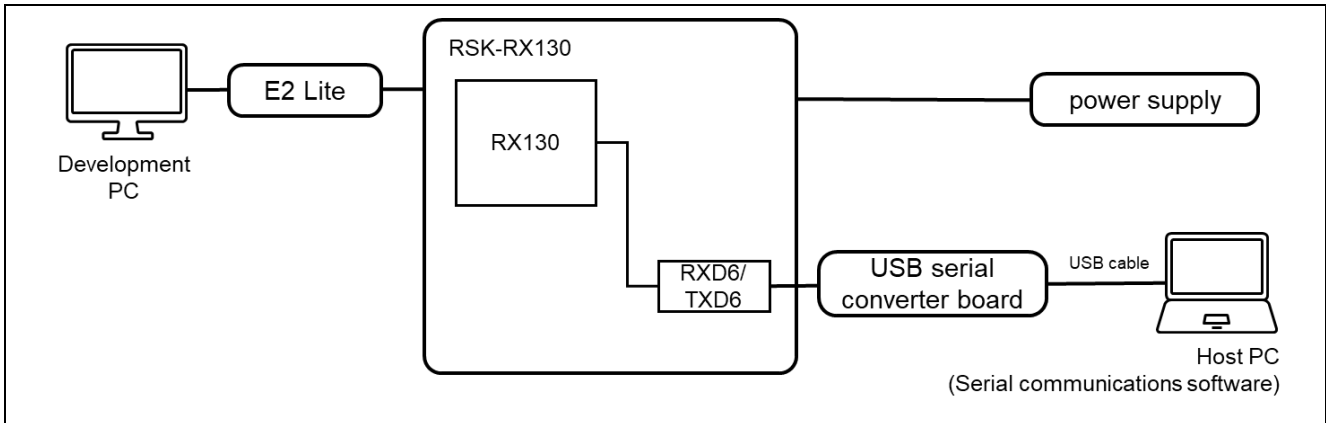 RSK-RX130
E2 Lite
power supply
RX130
Development
PC
RXD6/
TXD6
USB serial
converter board
USB cable
Host PC
(Serial communications software)